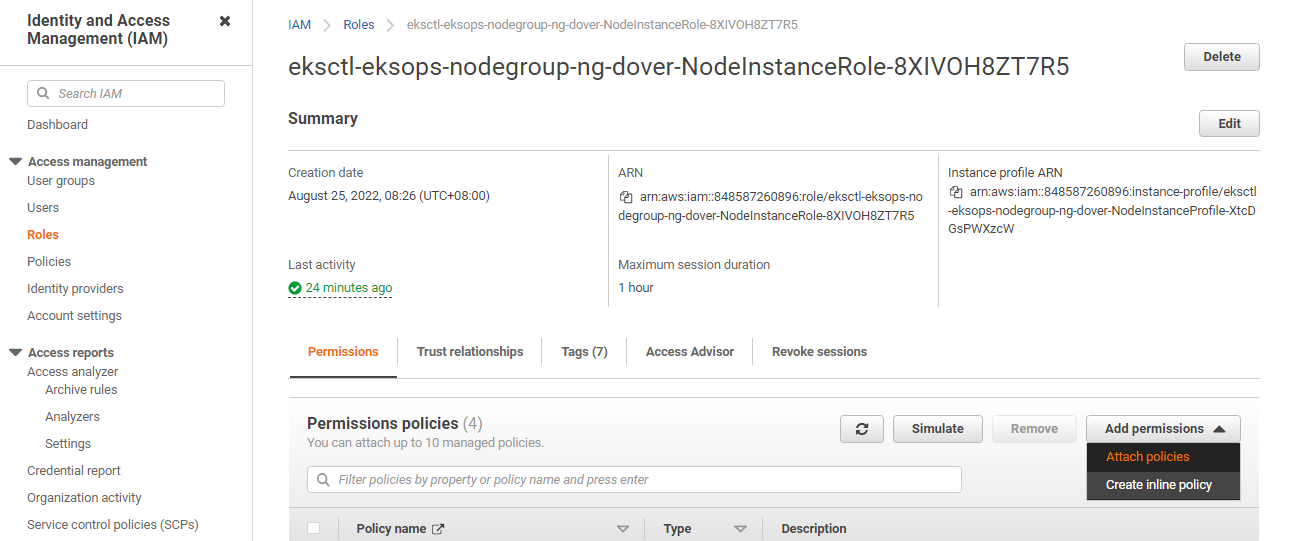 Identity and Access
Management (IAM)
Search IAM
Dashboard
Access management
User groups
Users
Roles
Policies
Identity providers
Account settings
Access reports
Access analyzer
Archive rules
Analyzers
Settings
Credential report
Organization activity
Service control policies (SCPs)
IAM
Roles
eksctl-eksops-nodegroup-ng-dover-NodeInstanceRole-8XIVOH8ZT7R5
eksctl-eksops-nodegroup-ng-dover-NodeInstanceRole-8XIVOH8ZT7R5
Delete
Summary
Edit
Creation date
August 25, 2022, 08:26 (UTC+08:00)
ARN
arn:aws:iam::848587260896:role/eksctl-eksops-no
degroup-ng-dover-NodeInstanceRole-8XIVOH8ZT7R5
Instance profile ARN
arn:aws:iam::848587260896:instance-profile/eksctl
-eksops-nodegroup-ng-dover-NodeInstanceProfile-XtcD
GsPWXzcW
Last activity
24 minutes ago
Maximum session duration
1 hour
Permissions
Trust relationships
Tags (7)
Access Advisor
Revoke sessions
Permissions policies (4)
You can attach up to 10 managed policies.
Simulate
Remove
Add permissions
Attach policies
Create inline policy
Filter policies by property or policy name and press enter
Policy name
Type
Description